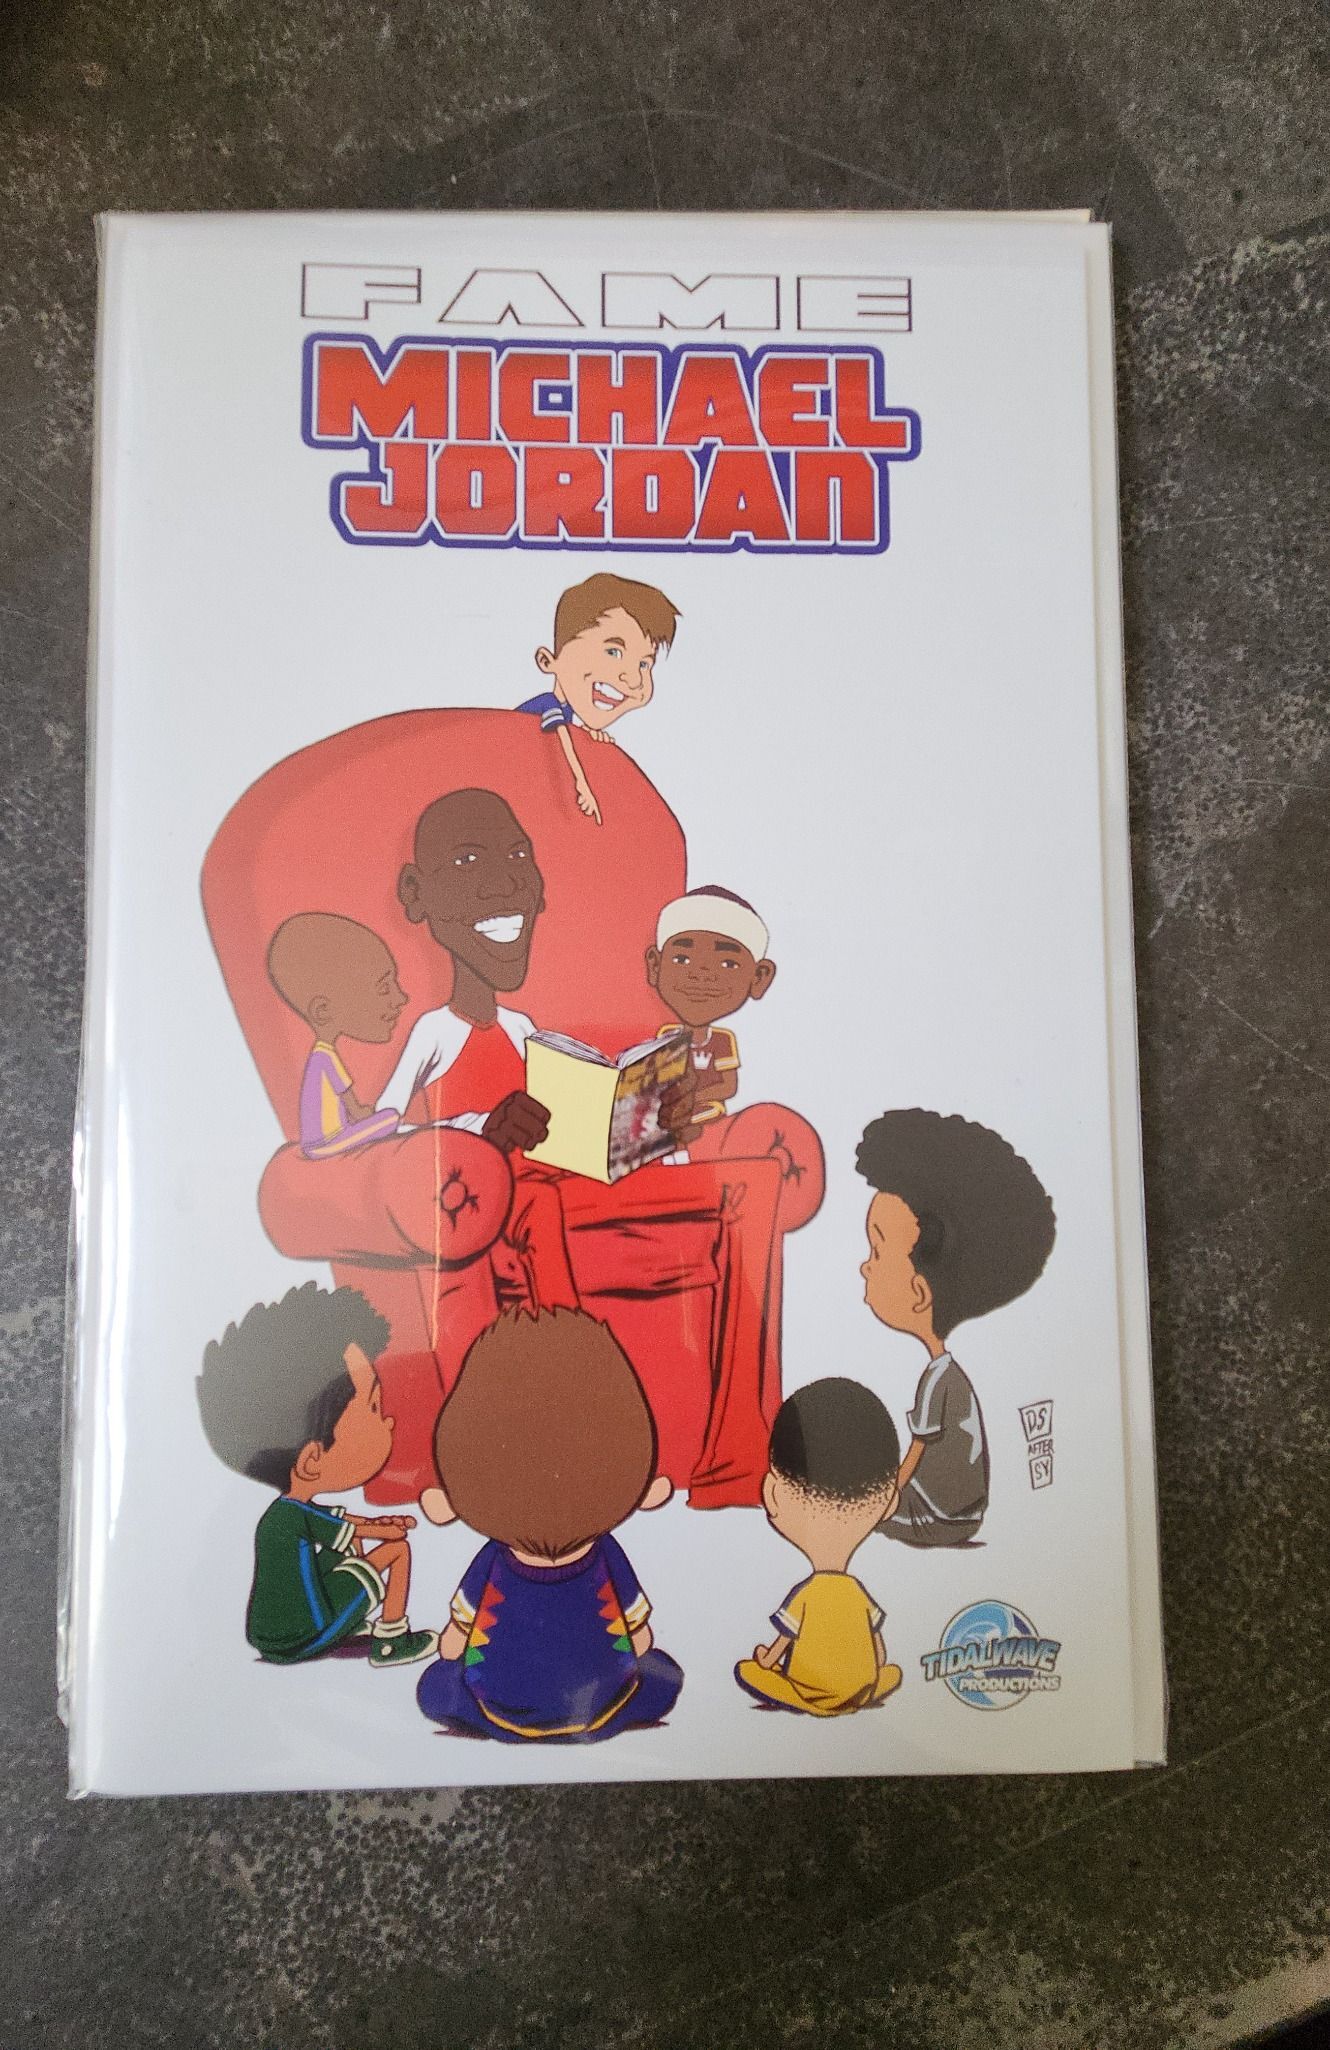 FAME
MICHAEL
JORDAN
DS
AFTER
SY
TIDALWAVE
PRODUCTIONS